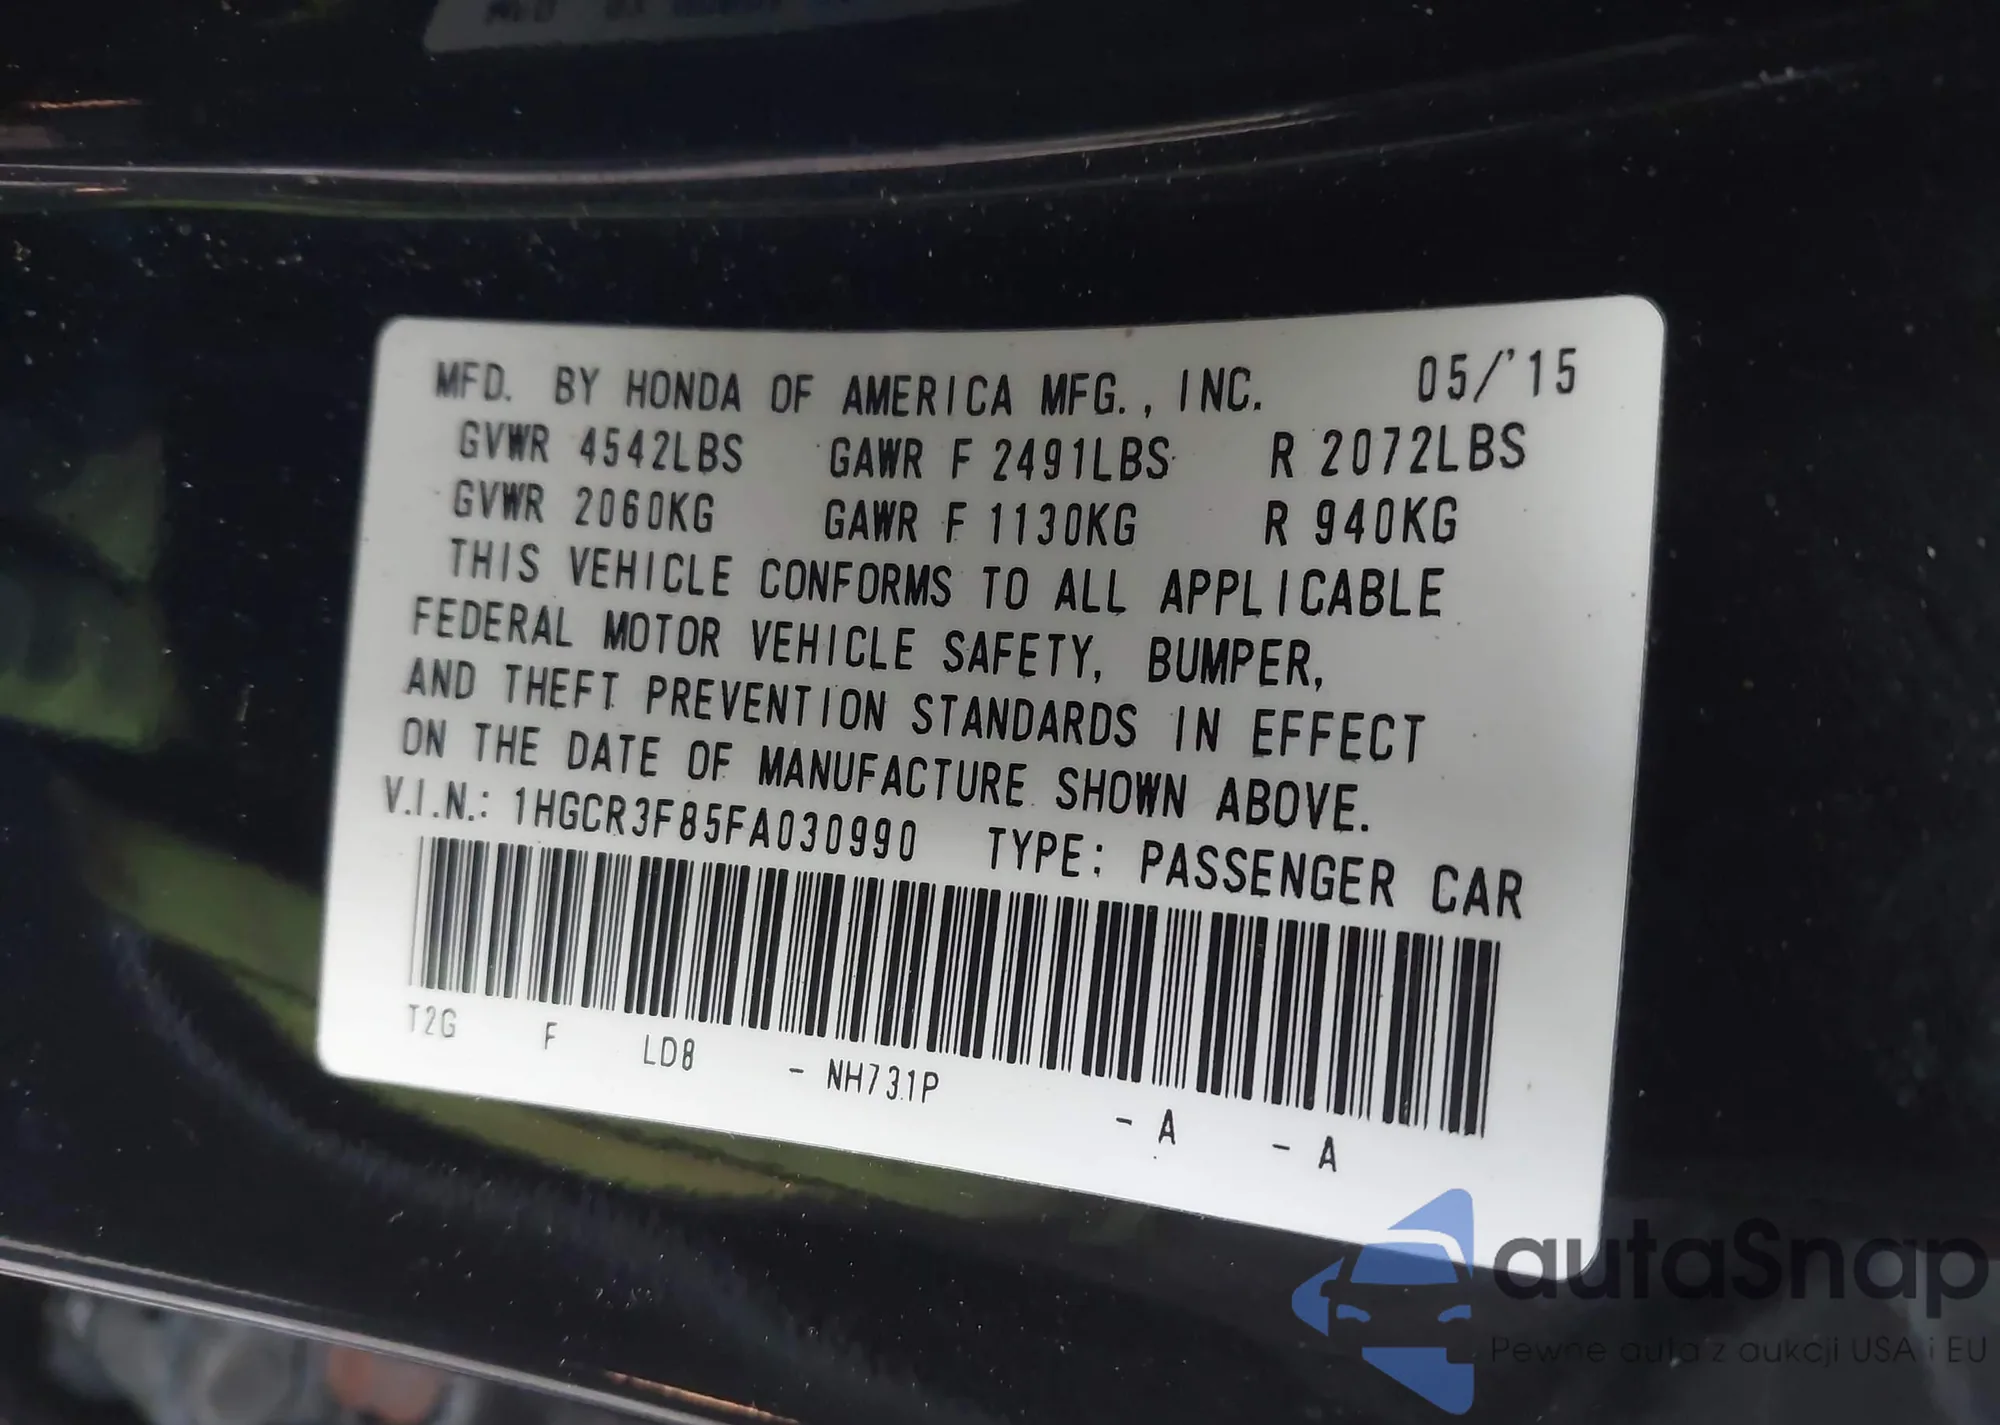 MFD. BY HONDA OF AMERICA MFG., INC. 05/'15
GVWR 4542LBS GAWR F 2491LBS R 2072LBS
GVWR 2060KG GAWR F 1130KG R 940KG
THIS VEHICLE CONFORMS TO ALL APPLICABLE
FEDERAL MOTOR VEHICLE SAFETY, BUMPER,
AND THEFT PREVENTION STANDARDS IN EFFECT
ON THE DATE OF MANUFACTURE SHOWN ABOVE.
V.I.N.: 1HGCR3F85FA030990 TYPE: PASSENGER CAR
T2G F LD8 - NH731P - A - A
autaSnap
Pewne auta z aukcji USA i EU